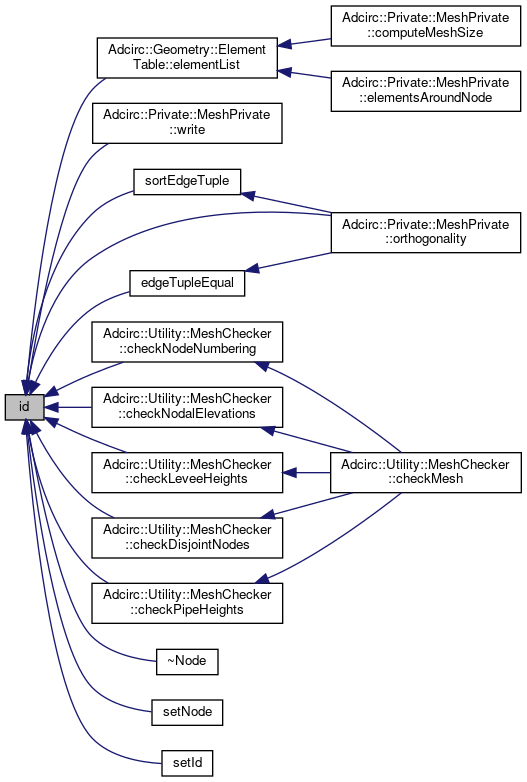 Adcirc::Private::MeshPrivate
::computeMeshSize
Adcirc::Geometry::Element
Table::elementList
Adcirc::Private::MeshPrivate
::elementsAroundNode
Adcirc::Private::MeshPrivate
::write
sortEdgeTuple
Adcirc::Private::MeshPrivate
::orthogonality
edgeTupleEqual
Adcirc::Utility::MeshChecker
::checkNodeNumbering
id
Adcirc::Utility::MeshChecker
::checkNodalElevations
Adcirc::Utility::MeshChecker
::checkLeveeHeights
Adcirc::Utility::MeshChecker
::checkMesh
Adcirc::Utility::MeshChecker
::checkDisjointNodes
Adcirc::Utility::MeshChecker
::checkPipeHeights
~Node
setNode
setId